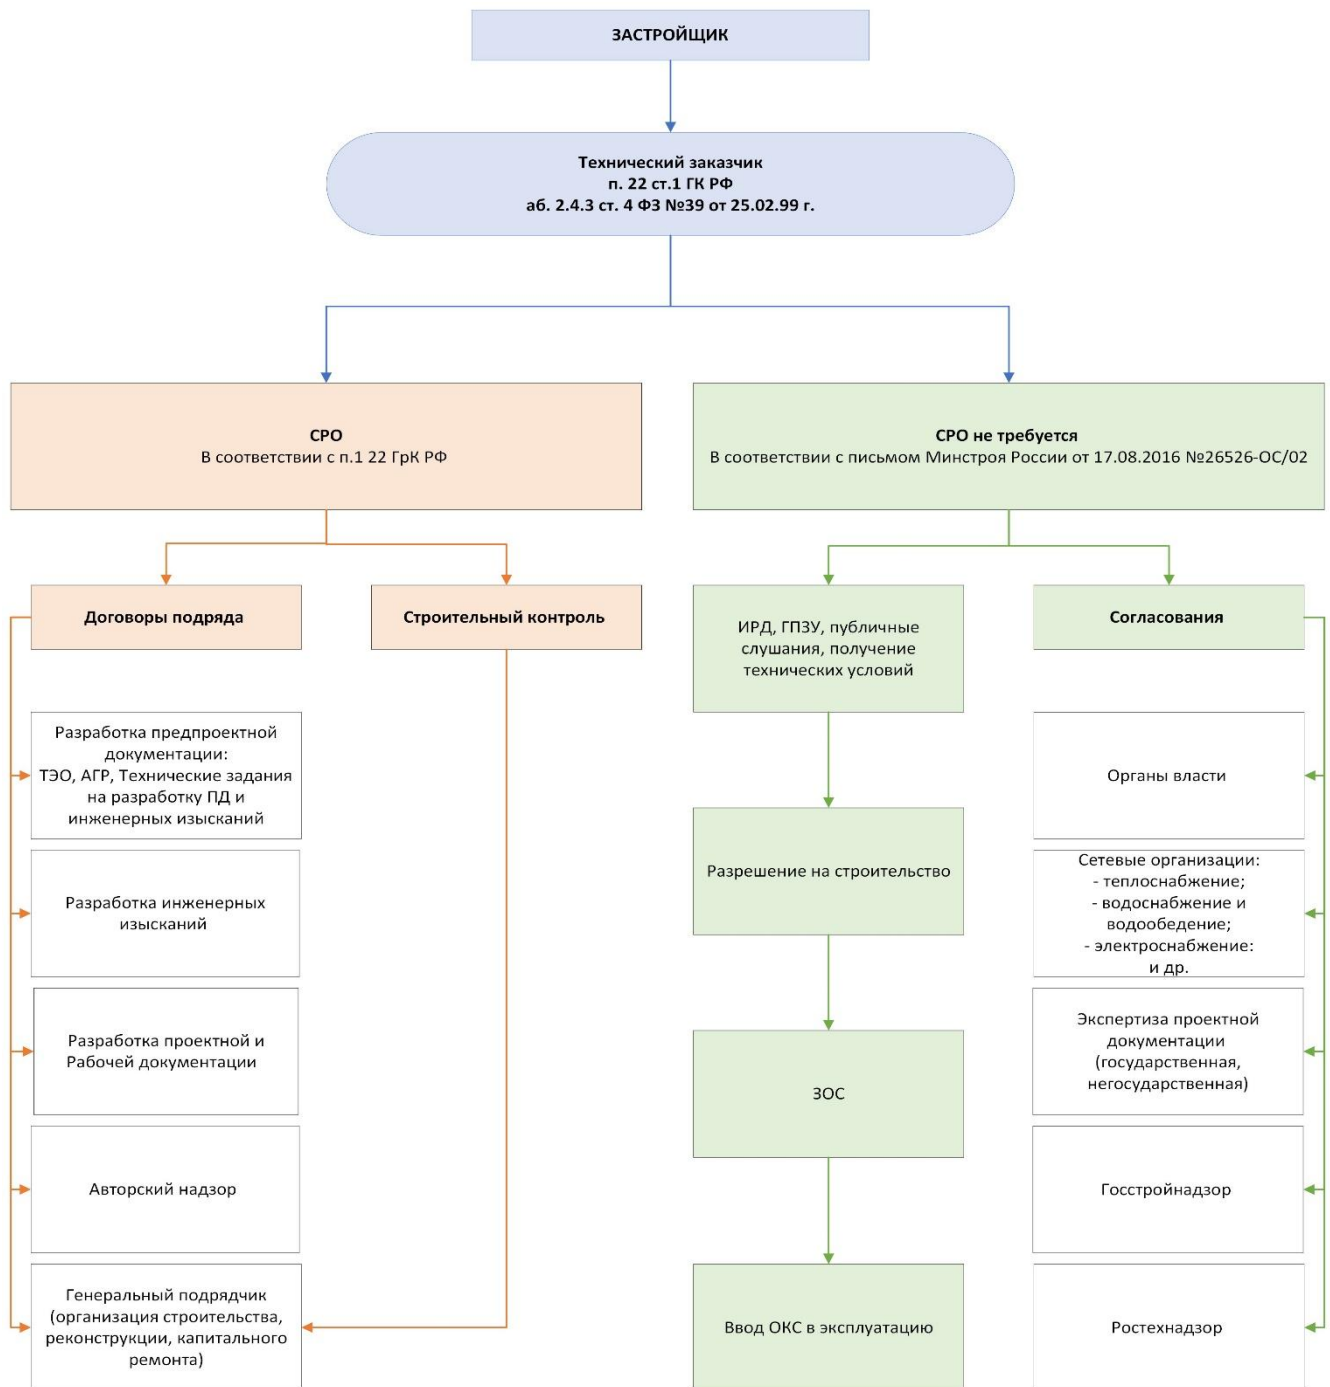 ЗАСТРОЙЩИК
Технический заказчик
п. 22 ст.1 ГК РФ
аб. 2.4.3 ст. 4 ФЗ №39 от 25.02.99 г.
СРО
В соответствии с п.1 22 ГрК РФ
СРО не требуется
В соответствии с письмом Минстроя России от 17.08.2016 №26526-ОС/02
Договоры подряда
Строительный контроль
ИРД, ГПЗУ, публичные
слушания, получение
технических условий
Согласования
Разработка предпроектной
документации:
ТЭО, АГР, Технические задания
на разработку ПД и
инженерных изысканий
Органы власти
Разрешение на строительство
Разработка инженерных
изысканий
Сетевые организации:
- теплоснабжение;
- водоснабжение и
водообедение;
- электроснабжение:
и др.
Разработка проектной и
Рабочей документации
ЗОС
Экспертиза проектной
документации
(государственная,
негосударственная)
Авторский надзор
Госстройнадзор
Генеральный подрядчик
(организация строительства,
реконструкции, капитального
ремонта)
Ввод ОКС в эксплуатацию
Ростехнадзор